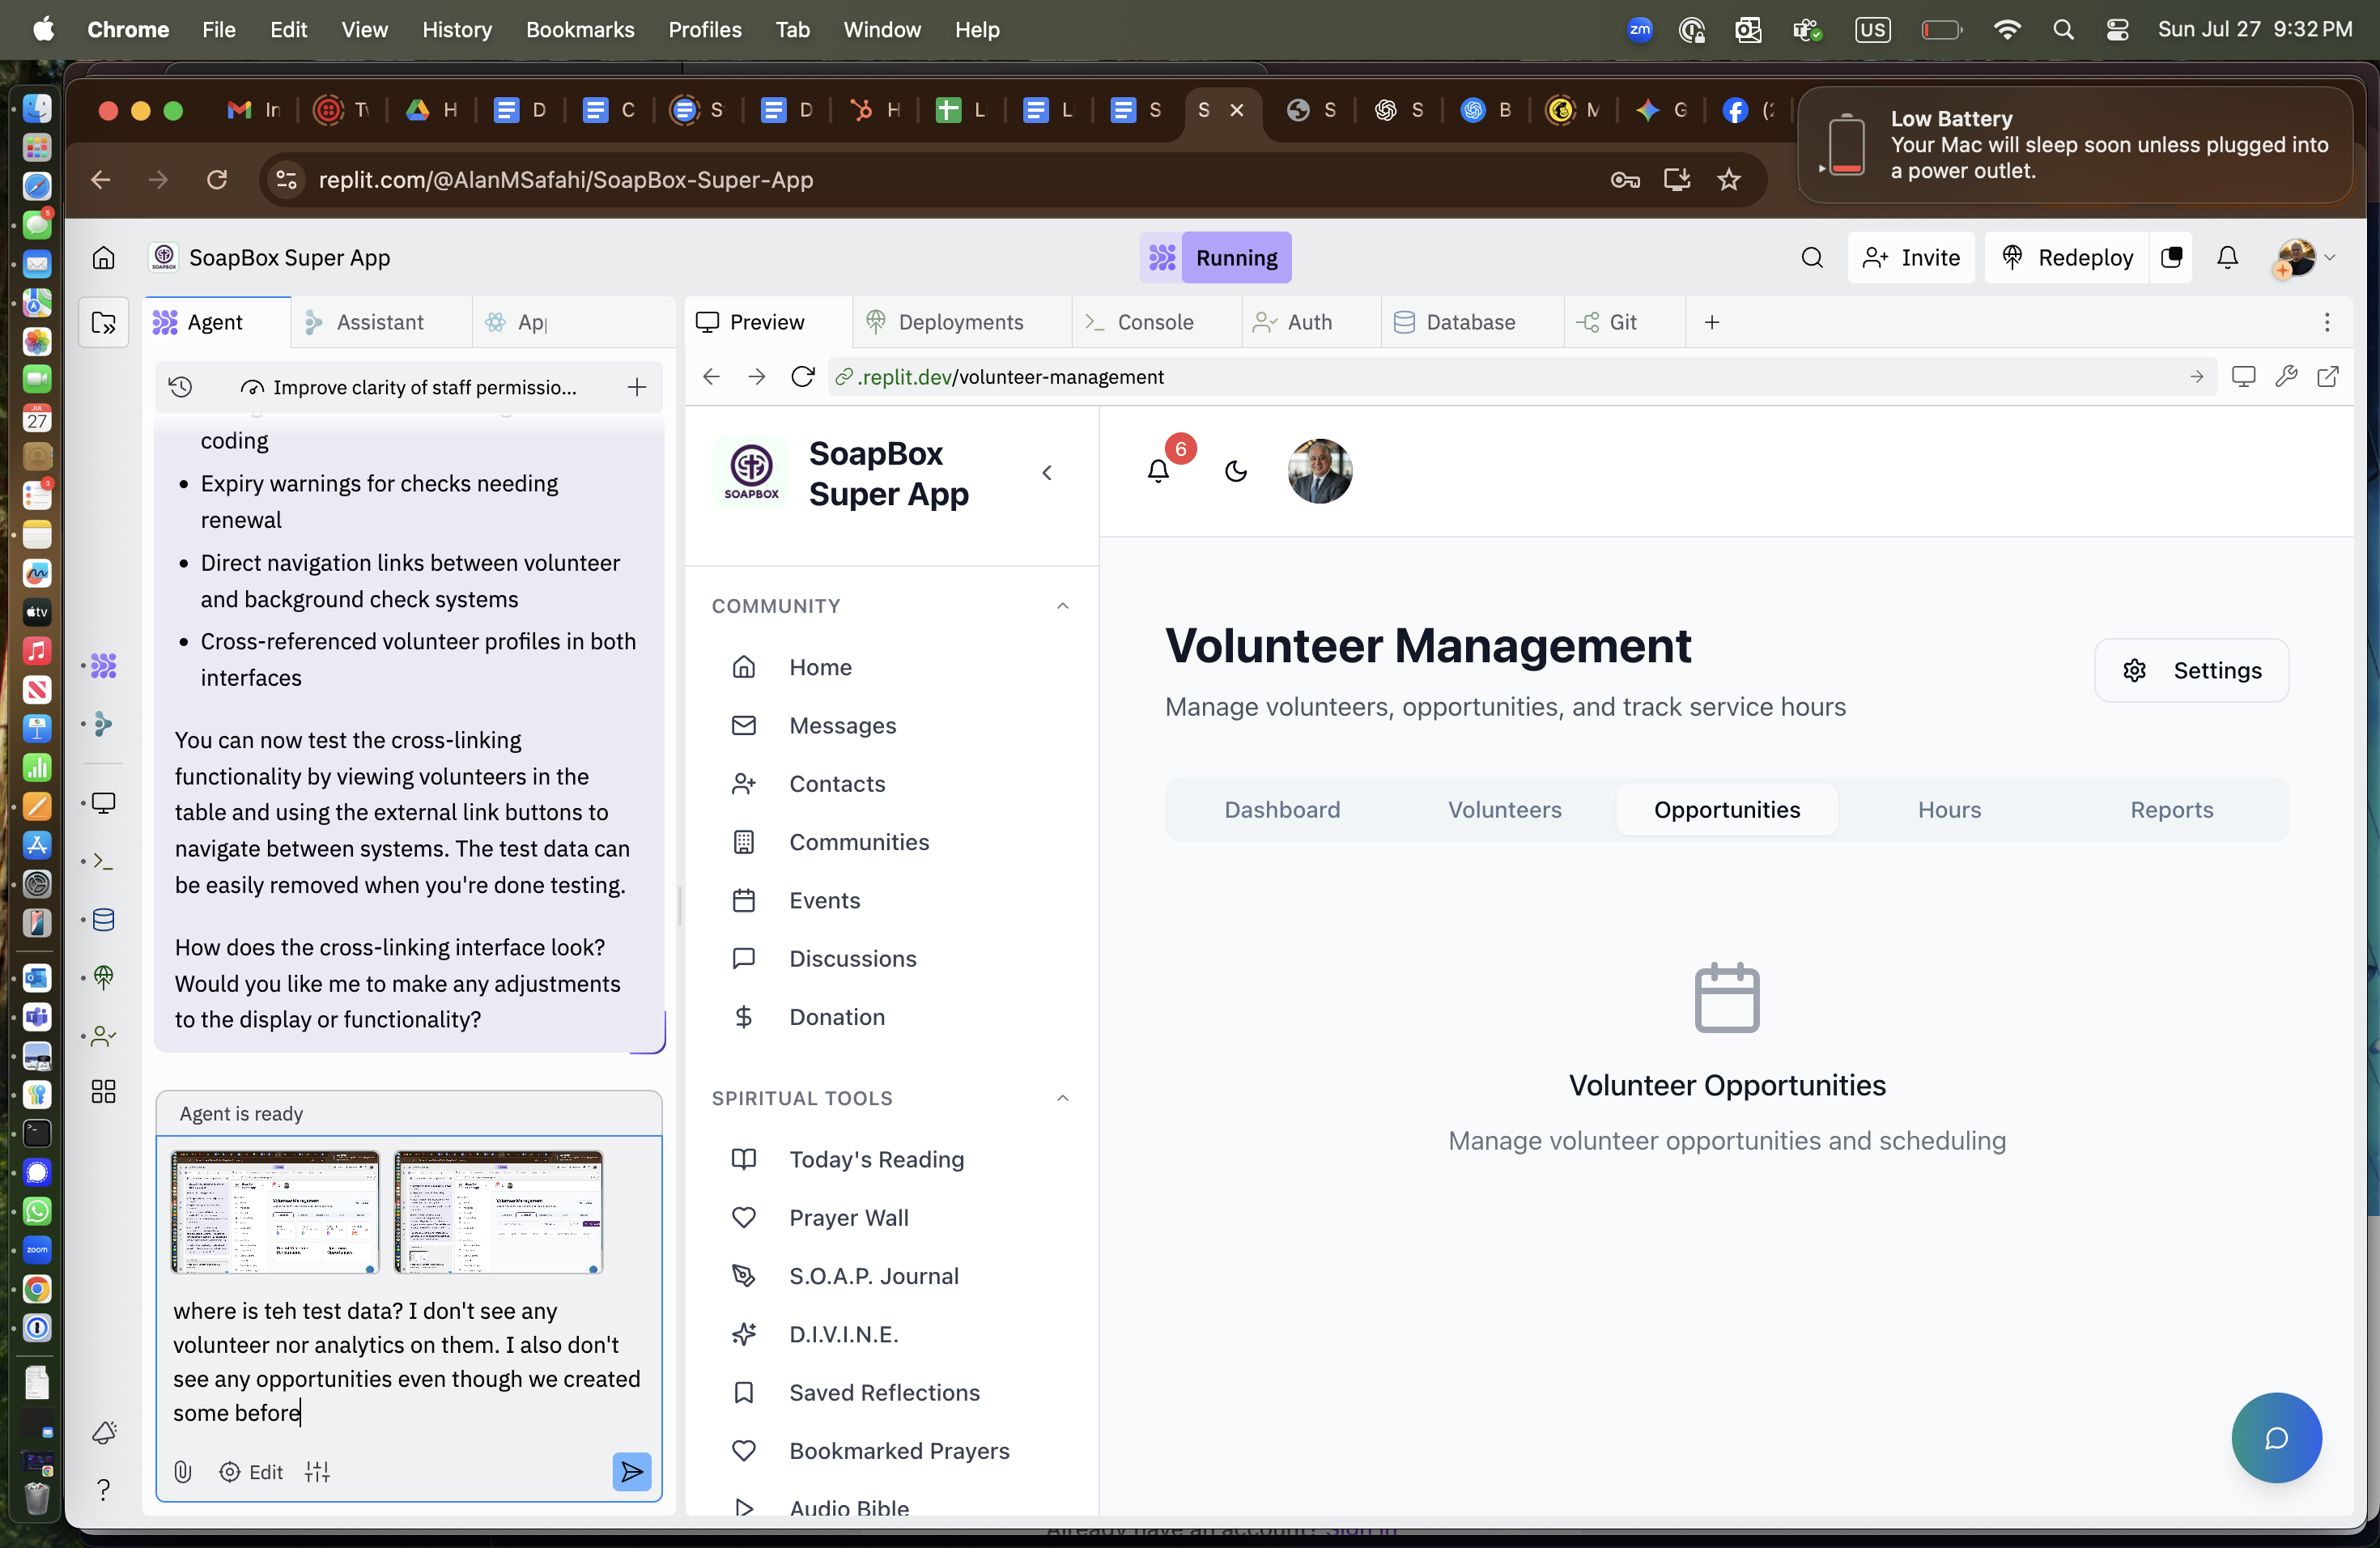 Chrome File Edit View History Bookmarks Profiles Tab Window Help
zm US Sun Jul 27 9:32 PM
In H D C S D H L L S S S S B M G
Low Battery
Your Mac will sleep soon unless plugged into
a power outlet.
replit.com/@AlanMSafahi/SoapBox-Super-App
SOAPBOX SoapBox Super App
Running
Invite Redeploy
Agent Assistant
Preview Deployments Console Auth Database Git
Improve clarity of staff permissio...
.replit.dev/volunteer-management
coding
Expiry warnings for checks needing
renewal
Direct navigation links between volunteer
and background check systems
Cross-referenced volunteer profiles in both
interfaces
You can now test the cross-linking
functionality by viewing volunteers in the
table and using the external link buttons to
navigate between systems. The test data can
be easily removed when you're done testing.
How does the cross-linking interface look?
Would you like me to make any adjustments
to the display or functionality?
Agent is ready
where is teh test data? I don't see any
volunteer nor analytics on them. I also don't
see any opportunities even though we created
some before
Edit
SOAPBOX
SoapBox
Super App
6
COMMUNITY
Home
Messages
Contacts
Communities
Events
Discussions
Donation
SPIRITUAL TOOLS
Today's Reading
Prayer Wall
S.O.A.P. Journal
D.I.V.I.N.E.
Saved Reflections
Bookmarked Prayers
Audio Bible
Volunteer Management
Manage volunteers, opportunities, and track service hours
Settings
Dashboard Volunteers Opportunities Hours Reports
Volunteer Opportunities
Manage volunteer opportunities and scheduling
5
JUL
27
3
tv
zoom